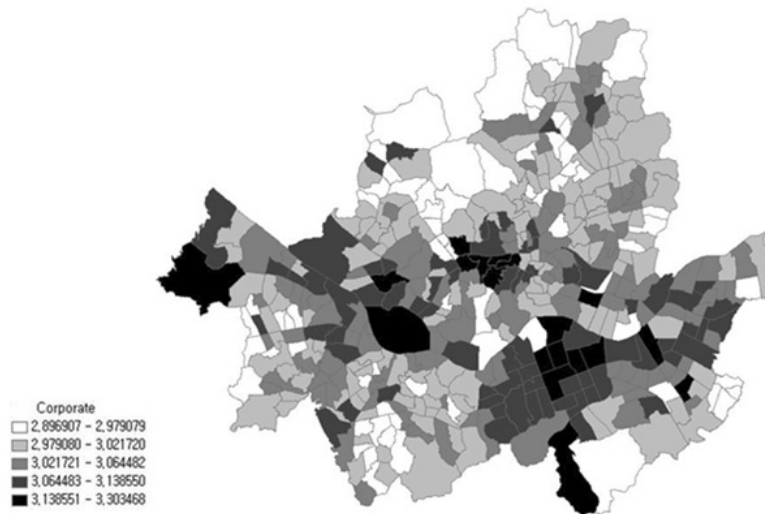 Corporate
2,896907 - 2,979079
2,979080 - 3,021720
3,021721 - 3,064482
3,064483 - 3,138550
3,138551 - 3,303468